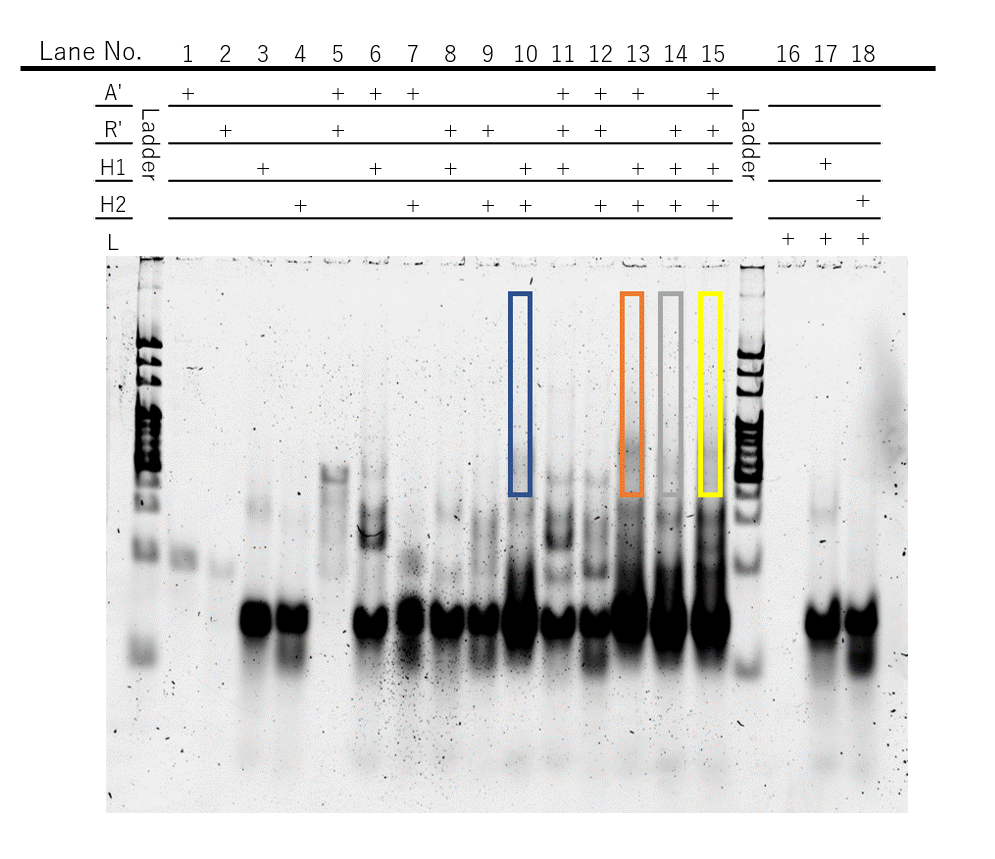 Lane No. 1 2 3 4 5 6 7 8 9 10 11 12 13 14 15 16 17 18
A' + + + + + + + +
R' + + + + + + + +
H1 + + + + + + + + +
H2 + + + + + + + + +
L + + +
Ladder
Ladder